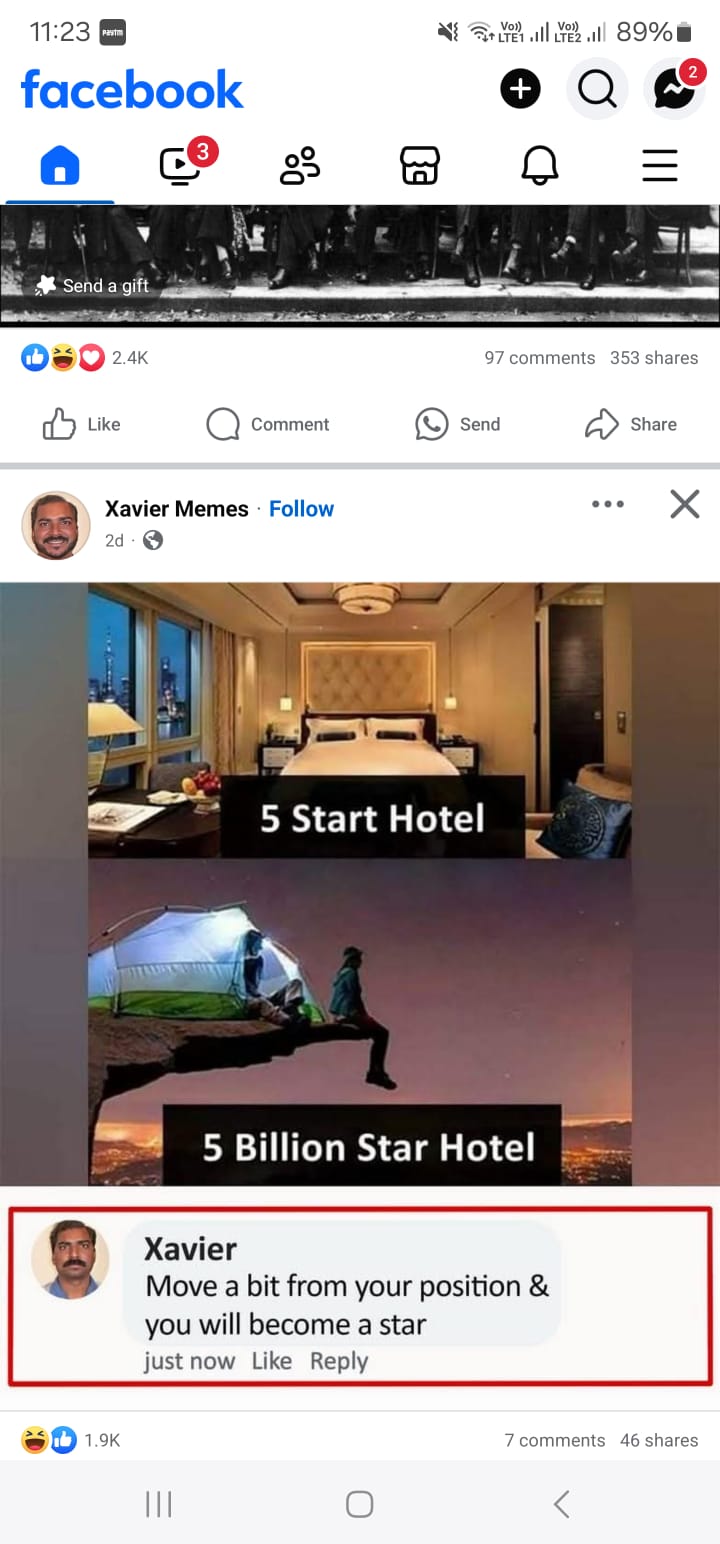 11:23 paytm Vo)) LTE1 Vo)) LTE2 89%
facebook
2
3
Send a gift
2.4K 97 comments 353 shares
Like Comment Send Share
Xavier Memes · Follow
2d ·
5 Start Hotel
5 Billion Star Hotel
Xavier
Move a bit from your position &
you will become a star
just now Like Reply
1.9K 7 comments 46 shares